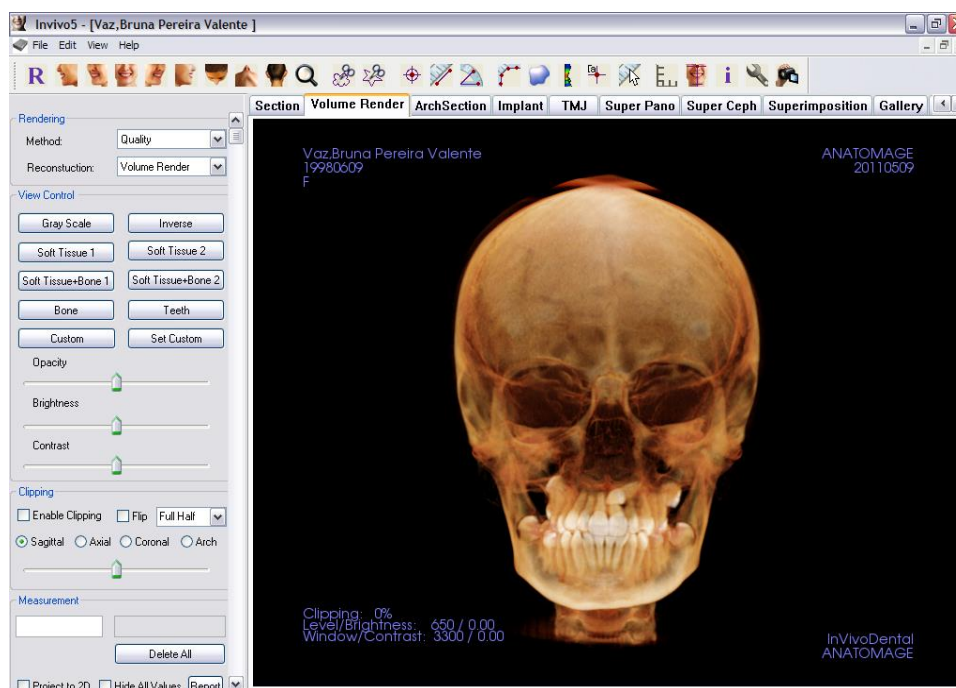 Invivo5 - [Vaz,Bruna Pereira Valente ]
File Edit View Help
R
Section Volume Render ArchSection Implant TMJ Super Pano Super Ceph Superimposition Gallery
Rendering
Method: Quality
Reconstuction: Volume Render
View Control
Gray Scale Inverse
Soft Tissue 1 Soft Tissue 2
Soft Tissue+Bone 1 Soft Tissue+Bone 2
Bone Teeth
Custom Set Custom
Opacity
Brightness
Contrast
Clipping
Enable Clipping Flip Full Half
Sagittal Axial Coronal Arch
Measurement
Delete All
Project to 2D Hide All Values Report
Vaz,Bruna Pereira Valente
19980609
F
ANATOMAGE
20110509
Clipping: 0%
Level/Brightness: 650 / 0.00
Window/Contrast: 3300 / 0.00
InVivoDental
ANATOMAGE